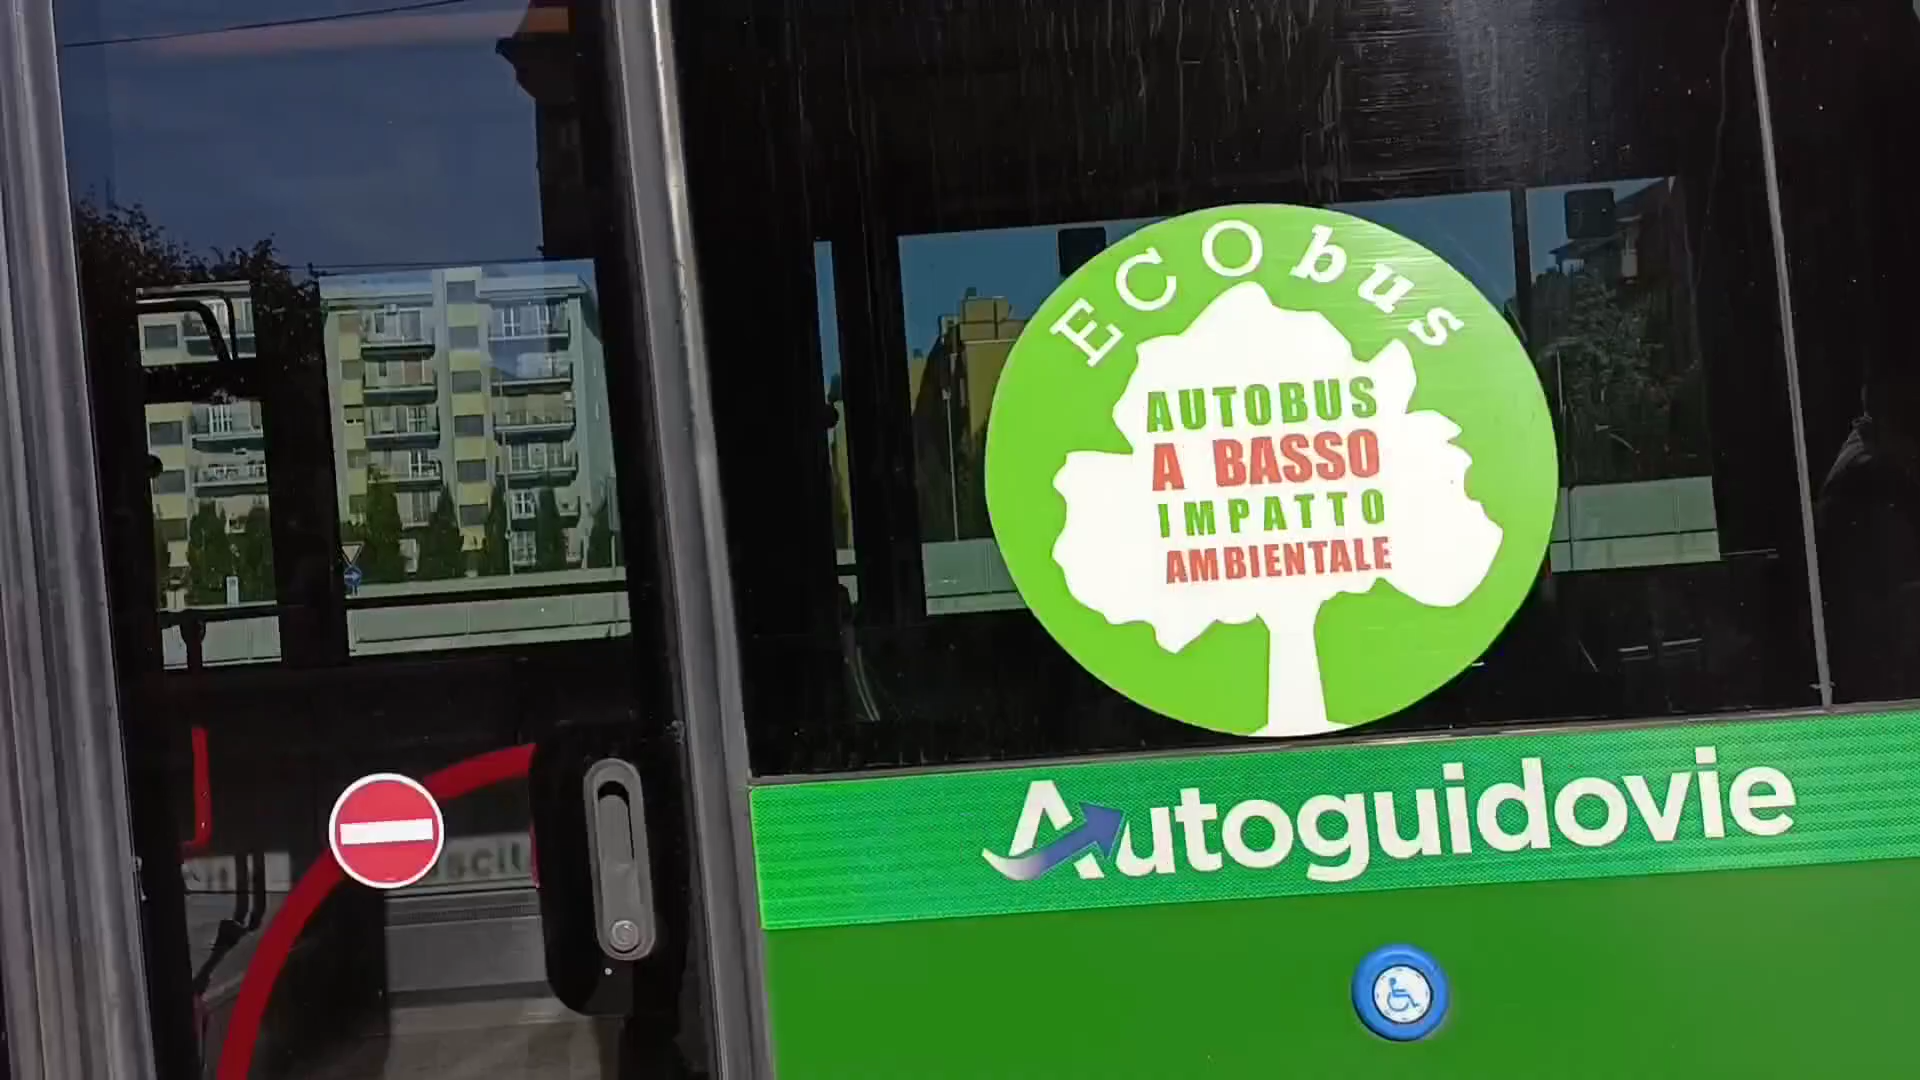 ECObus
AUTOBUS
A BASSO
IMPATTO
AMBIENTALE
Autoguidovie